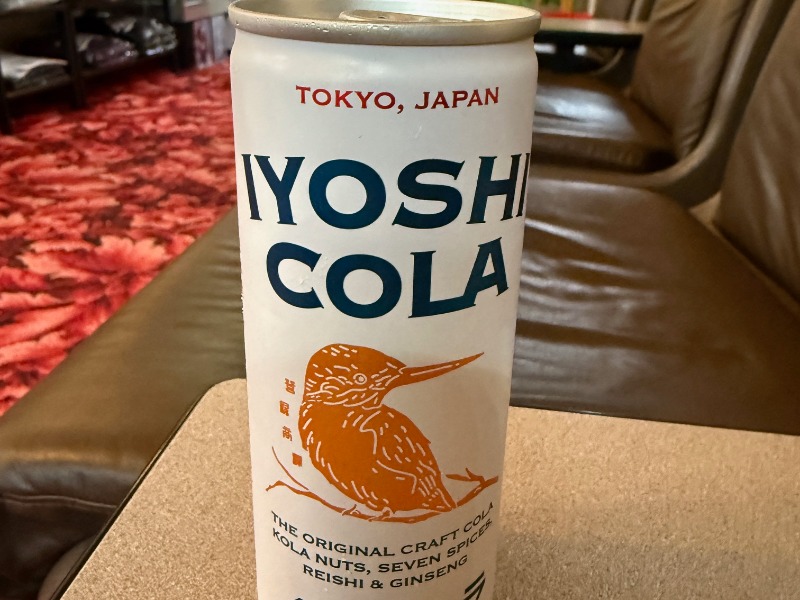 TOKYO, JAPAN
IYOSHI
COLA
THE ORIGINAL CRAFT COLA
KOLA NUTS, SEVEN SPICES,
REISHI & GINSENG